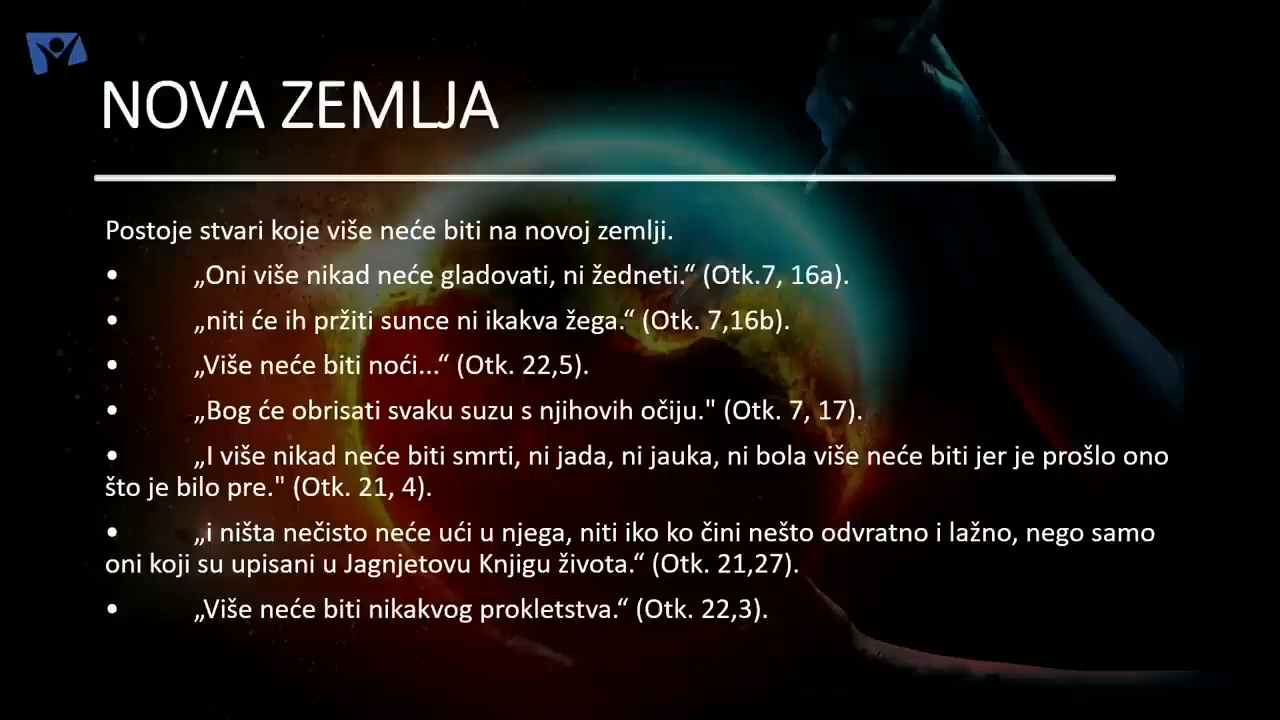 NOVA ZEMLJA
Postoje stvari koje više neće biti na novoj zemlji.
• „Oni više nikad neće gladovati, ni žedneti.“ (Otk.7, 16a).
• „niti će ih pržiti sunce ni ikakva žega.“ (Otk. 7,16b).
• „Više neće biti noći...“ (Otk. 22,5).
• „Bog će obrisati svaku suzu s njihovih očiju." (Otk. 7, 17).
• „I više nikad neće biti smrti, ni jada, ni jauka, ni bola više neće biti jer je prošlo ono
što je bilo pre." (Otk. 21, 4).
• „i ništa nečisto neće ući u njega, niti iko ko čini nešto odvratno i lažno, nego samo
oni koji su upisani u Jagnjetovu Knjigu života.“ (Otk. 21,27).
• „Više neće biti nikakvog prokletstva.“ (Otk. 22,3).